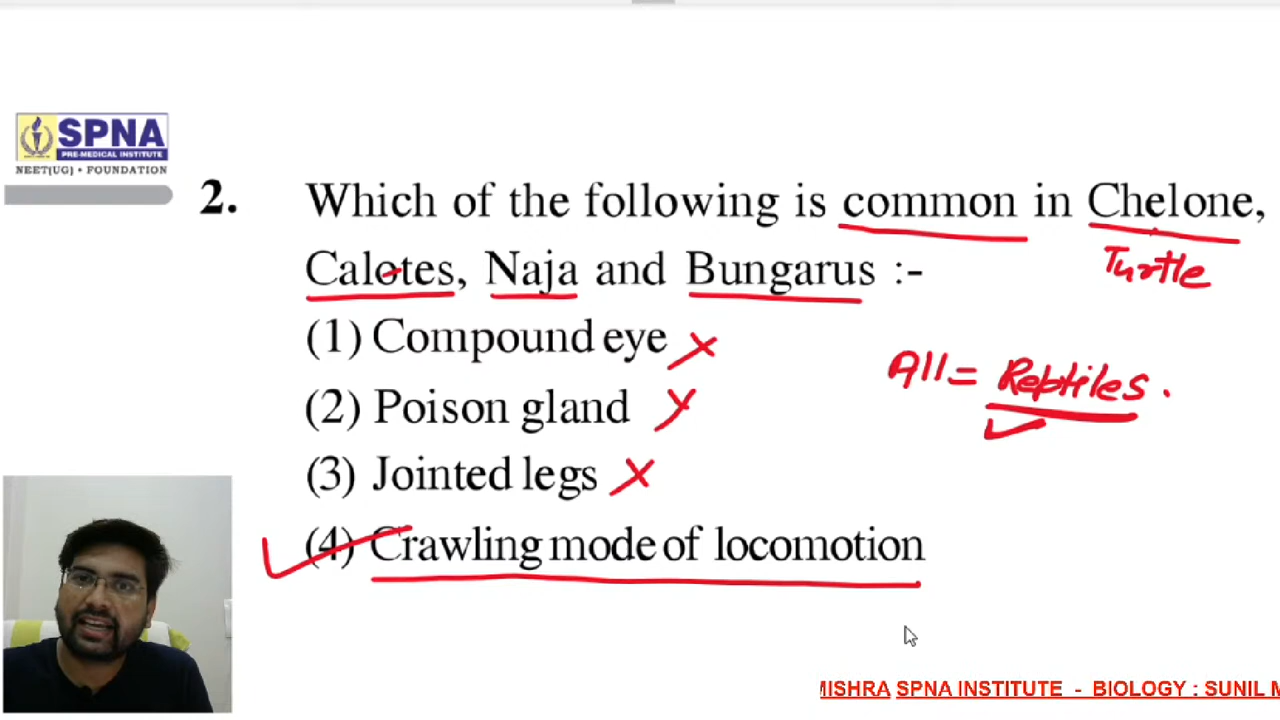 SPNA
PRE-MEDICAL INSTITUTE
NEET(UG) • FOUNDATION
2. Which of the following is common in Chelone,
Turtle
Calotes, Naja and Bungarus :-
(1) Compound eye
All = Reptiles.
(2) Poison gland
(3) Jointed legs
(4) Crawling mode of locomotion
MISHRA SPNA INSTITUTE - BIOLOGY : SUNIL M